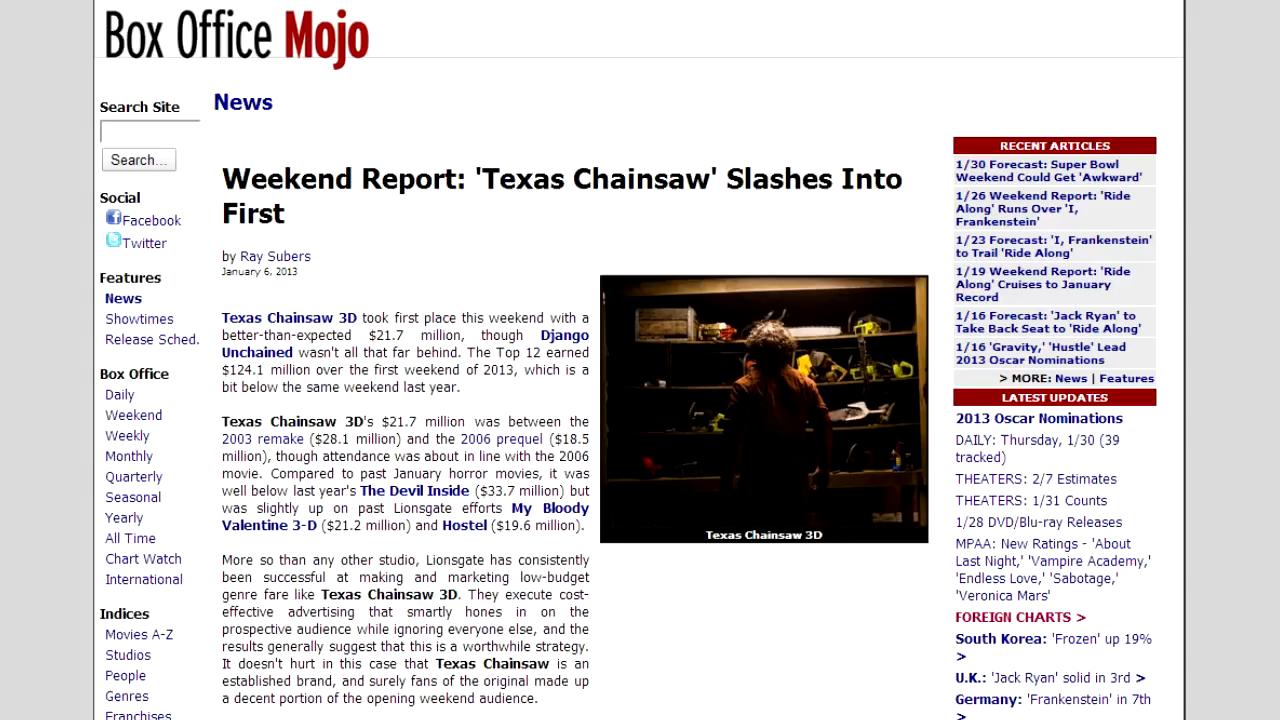 Box Office Mojo
Search Site
Search...
Social
Facebook
Twitter
Features
News
Showtimes
Release Sched.
Box Office
Daily
Weekend
Weekly
Monthly
Quarterly
Seasonal
Yearly
All Time
Chart Watch
International
Indices
Movies A-Z
Studios
People
Genres
Franchises
News
Weekend Report: 'Texas Chainsaw' Slashes Into
First
by Ray Subers
January 6, 2013
Texas Chainsaw 3D took first place this weekend with a
better-than-expected $21.7 million, though Django
Unchained wasn't all that far behind. The Top 12 earned
$124.1 million over the first weekend of 2013, which is a
bit below the same weekend last year.
Texas Chainsaw 3D's $21.7 million was between the
2003 remake ($28.1 million) and the 2006 prequel ($18.5
million), though attendance was about in line with the 2006
movie. Compared to past January horror movies, it was
well below last year's The Devil Inside ($33.7 million) but
was slightly up on past Lionsgate efforts My Bloody
Valentine 3-D ($21.2 million) and Hostel ($19.6 million).
More so than any other studio, Lionsgate has consistently
been successful at making and marketing low-budget
genre fare like Texas Chainsaw 3D. They execute cost-
effective advertising that smartly hones in on the
prospective audience while ignoring everyone else, and the
results generally suggest that this is a worthwhile strategy.
It doesn't hurt in this case that Texas Chainsaw is an
established brand, and surely fans of the original made up
a decent portion of the opening weekend audience.
Texas Chainsaw 3D
RECENT ARTICLES
1/30 Forecast: Super Bowl
Weekend Could Get 'Awkward'
1/26 Weekend Report: 'Ride
Along' Runs Over 'I,
Frankenstein'
1/23 Forecast: 'I, Frankenstein'
to Trail 'Ride Along'
1/19 Weekend Report: 'Ride
Along' Cruises to January
Record
1/16 Forecast: 'Jack Ryan' to
Take Back Seat to 'Ride Along'
1/16 'Gravity,' 'Hustle' Lead
2013 Oscar Nominations
> MORE: News | Features
LATEST UPDATES
2013 Oscar Nominations
DAILY: Thursday, 1/30 (39
tracked)
THEATERS: 2/7 Estimates
THEATERS: 1/31 Counts
1/28 DVD/Blu-ray Releases
MPAA: New Ratings - 'About
Last Night,' 'Vampire Academy,'
'Endless Love,' 'Sabotage,'
'Veronica Mars'
FOREIGN CHARTS >
South Korea: 'Frozen' up 19%
>
U.K.: 'Jack Ryan' solid in 3rd >
Germany: 'Frankenstein' in 7th
>